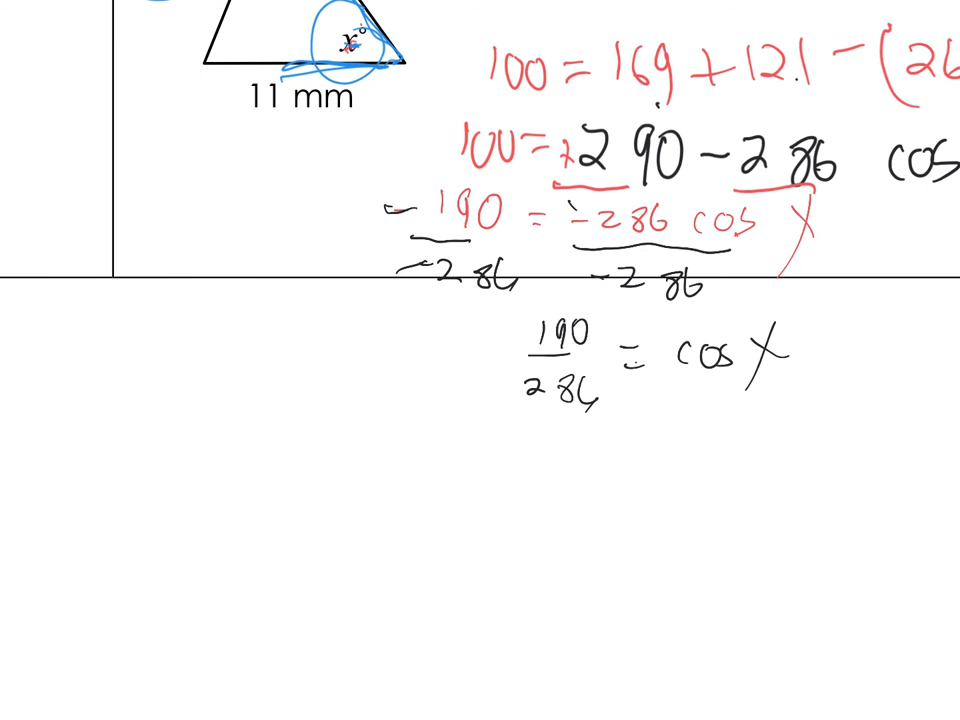 x°
11 mm
100 = 169 + 121 - (26
100 = 290 - 286 cos
-190 = -286 cos x
-286 -286
190 = cos x
286